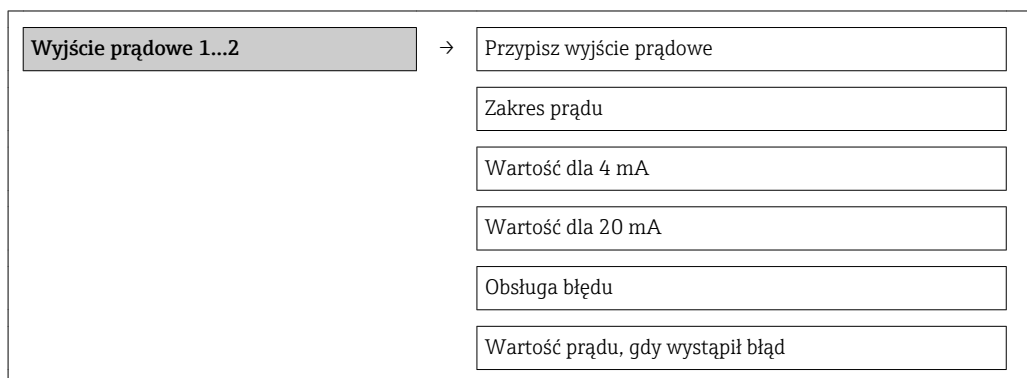 Wyjście prądowe 1...2 → Przypisz wyjście prądowe
Zakres prądu
Wartość dla 4 mA
Wartość dla 20 mA
Obsługa błędu
Wartość prądu, gdy wystąpił błąd